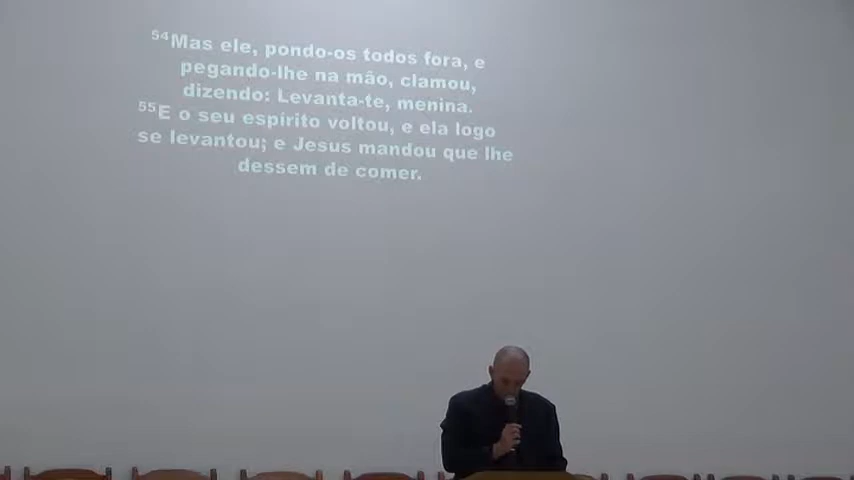 54Mas ele, pondo-os todos fora, e
pegando-lhe na mão, clamou,
dizendo: Levanta-te, menina.
55E o seu espírito voltou, e ela logo
se levantou; e Jesus mandou que lhe
dessem de comer.